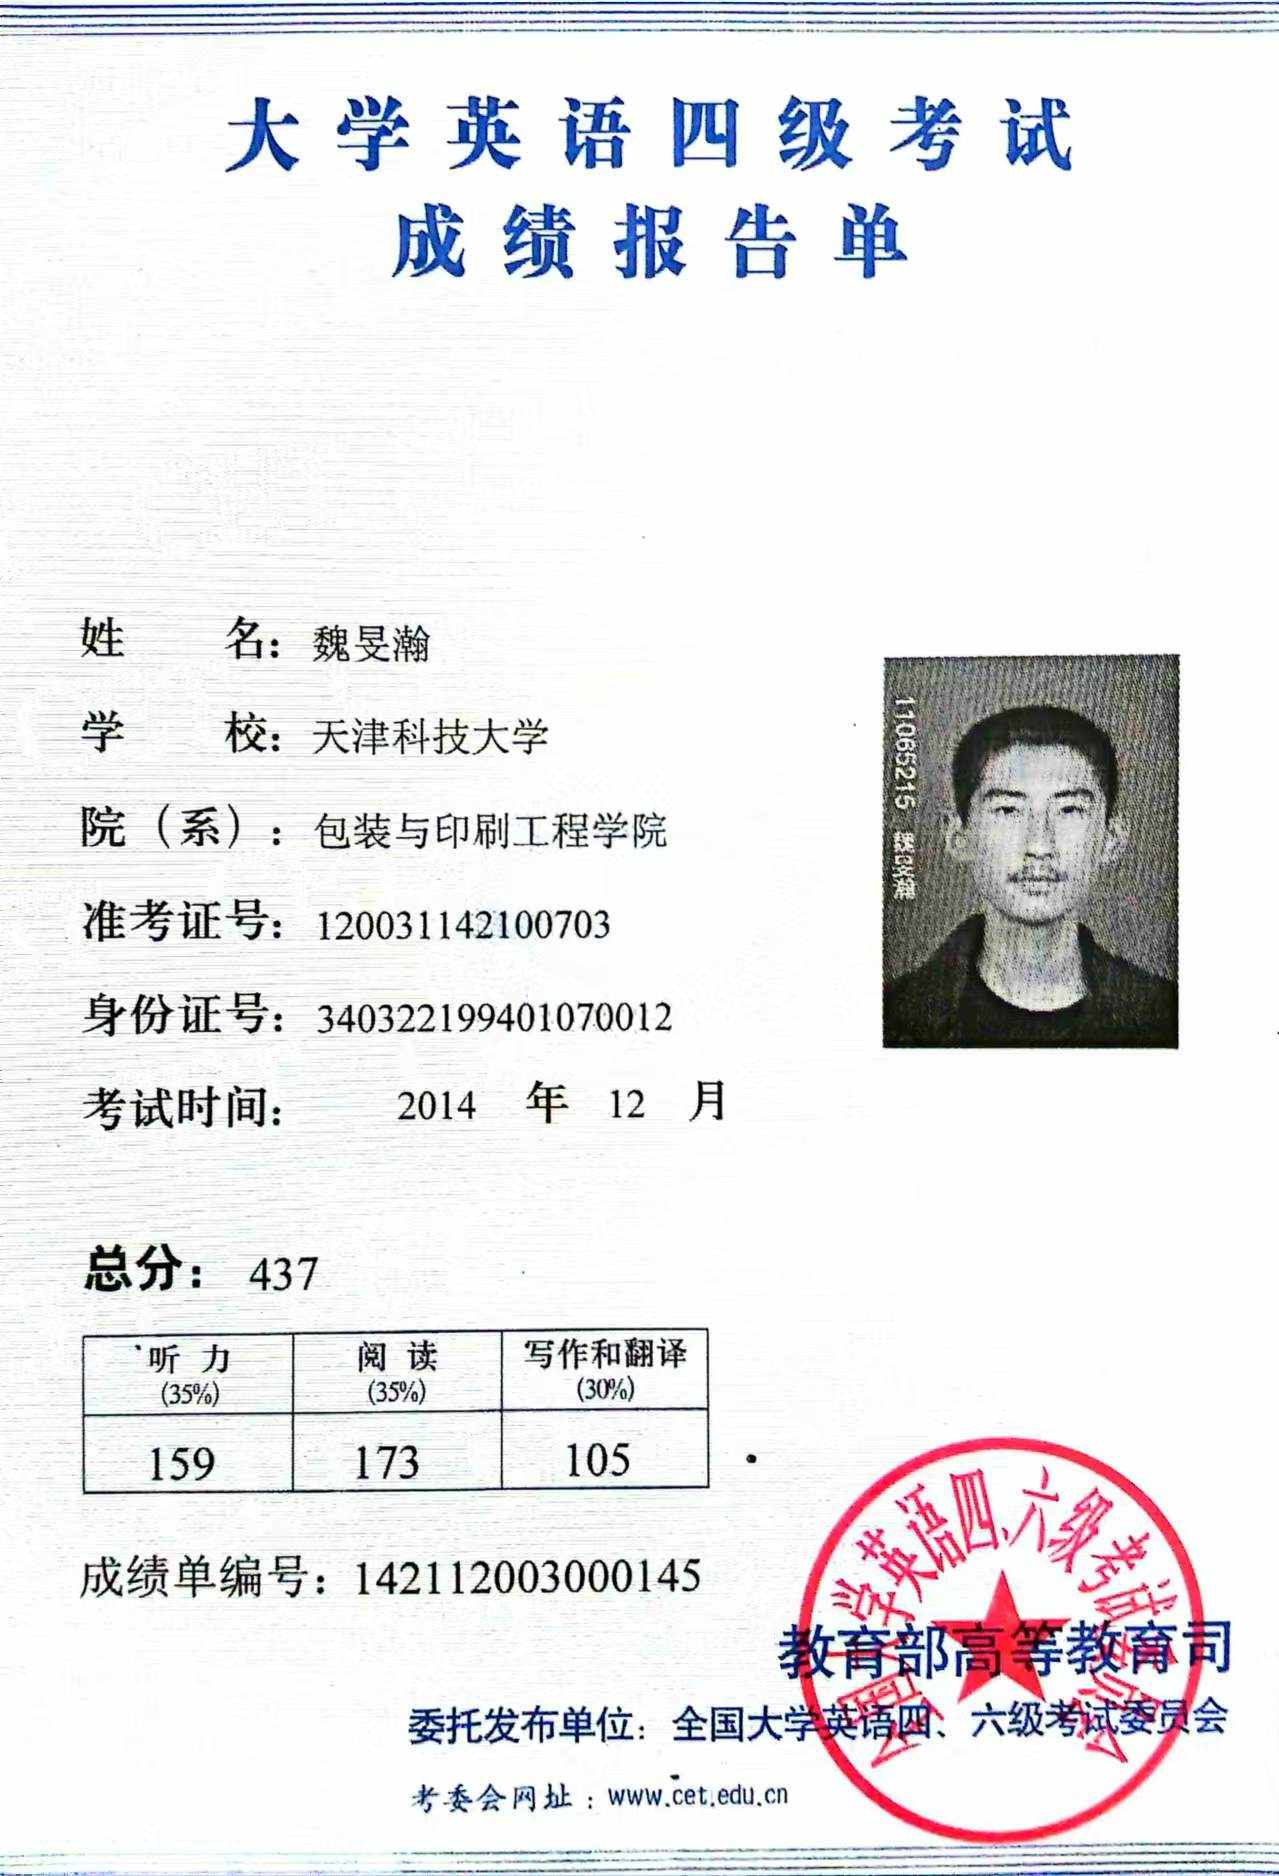 大学英语四级考试
成绩报告单
姓 名：魏旻瀚
学 校：天津科技大学
院（系）：包装与印刷工程学院
准考证号：120031142100703
身份证号：340322199401070012
考试时间： 2014 年 12 月
11065215 魏旻瀚
总分：437
听力 阅读 写作和翻译
(35%) (35%) (30%)
159 173 105
成绩单编号：142112003000145
全国大学英语四、六级考试委员会
教育部高等教育司
委托发布单位：全国大学英语四、六级考试委员会
考委会网址：www.cet.edu.cn